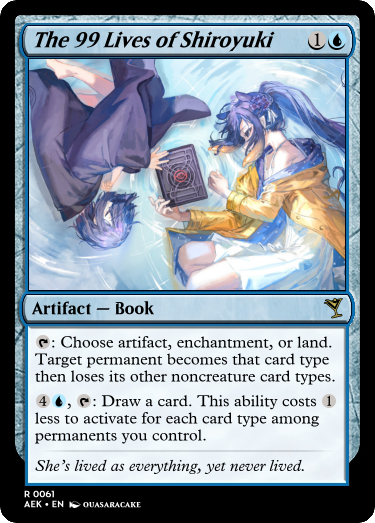 The 99 Lives of Shiroyuki 1
Artifact — Book
: Choose artifact, enchantment, or land.
Target permanent becomes that card type
then loses its other noncreature card types.
4, : Draw a card. This ability costs 1
less to activate for each card type among
permanents you control.
She's lived as everything, yet never lived.
R 0061
AEK • EN OUASARACAKE